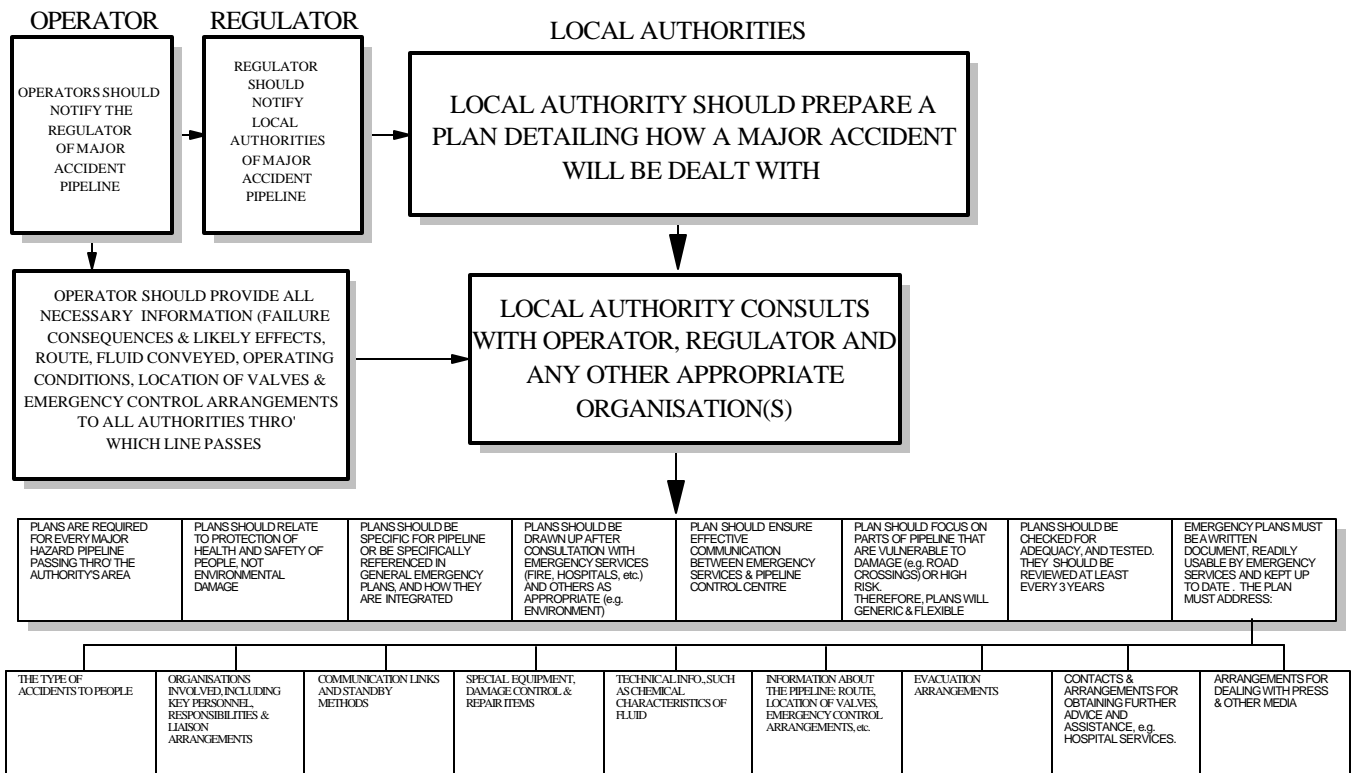 OPERATOR
REGULATOR
LOCAL AUTHORITIES
OPERATORS SHOULD
NOTIFY THE
REGULATOR
OF MAJOR
ACCIDENT
PIPELINE
REGULATOR
SHOULD
NOTIFY
LOCAL
AUTHORITIES
OF MAJOR
ACCIDENT
PIPELINE
LOCAL AUTHORITY SHOULD PREPARE A
PLAN DETAILING HOW A MAJOR ACCIDENT
WILL BE DEALT WITH
OPERATOR SHOULD PROVIDE ALL
NECESSARY INFORMATION (FAILURE
CONSEQUENCES & LIKELY EFFECTS,
ROUTE, FLUID CONVEYED, OPERATING
CONDITIONS, LOCATION OF VALVES &
EMERGENCY CONTROL ARRANGEMENTS
TO ALL AUTHORITIES THRO'
WHICH LINE PASSES
LOCAL AUTHORITY CONSULTS
WITH OPERATOR, REGULATOR AND
ANY OTHER APPROPRIATE
ORGANISATION(S)
PLANS ARE REQUIRED
FOR EVERY MAJOR
HAZARD PIPELINE
PASSING THRO' THE
AUTHORITY'S AREA
PLANS SHOULD RELATE
TO PROTECTION OF
HEALTH AND SAFETY OF
PEOPLE, NOT
ENVIRONMENTAL
DAMAGE
PLANS SHOULD BE
SPECIFIC FOR PIPELINE
OR BE SPECIFICALLY
REFERENCED IN
GENERAL EMERGENCY
PLANS, AND HOW THEY
ARE INTEGRATED
PLANS SHOULD BE
DRAWN UP AFTER
CONSULTATION WITH
EMERGENCY SERVICES
(FIRE, HOSPITALS, etc.)
AND OTHERS AS
APPROPRIATE (e.g.
ENVIRONMENT)
PLAN SHOULD ENSURE
EFFECTIVE
COMMUNICATION
BETWEEN EMERGENCY
SERVICES & PIPELINE
CONTROL CENTRE
PLAN SHOULD FOCUS ON
PARTS OF PIPELINE THAT
ARE VULNERABLE TO
DAMAGE (e.g. ROAD
CROSSINGS) OR HIGH
RISK.
THEREFORE, PLANS WILL
GENERIC & FLEXIBLE
PLANS SHOULD BE
CHECKED FOR
ADEQUACY, AND TESTED.
THEY SHOULD BE
REVIEWED AT LEAST
EVERY 3 YEARS
EMERGENCY PLANS MUST
BE A WRITTEN
DOCUMENT, READILY
USABLE BY EMERGENCY
SERVICES AND KEPT UP
TO DATE . THE PLAN
MUST ADDRESS:
THE TYPE OF
ACCIDENTS TO PEOPLE
ORGANISATIONS
INVOLVED, INCLUDING
KEY PERSONNEL,
RESPONSIBILITIES &
LIAISON
ARRANGEMENTS
COMMUNICATION LINKS
AND STANDBY
METHODS
SPECIAL EQUIPMENT,
DAMAGE CONTROL &
REPAIR ITEMS
TECHNICAL INFO., SUCH
AS CHEMICAL
CHARACTERISTICS OF
FLUID
INFORMATION ABOUT
THE PIPELINE: ROUTE,
LOCATION OF VALVES,
EMERGENCY CONTROL
ARRANGEMENTS, etc.
EVACUATION
ARRANGEMENTS
CONTACTS &
ARRANGEMENTS FOR
OBTAINING FURTHER
ADVICE AND
ASSISTANCE, e.g.
HOSPITAL SERVICES.
ARRANGEMENTS FOR
DEALING WITH PRESS
& OTHER MEDIA